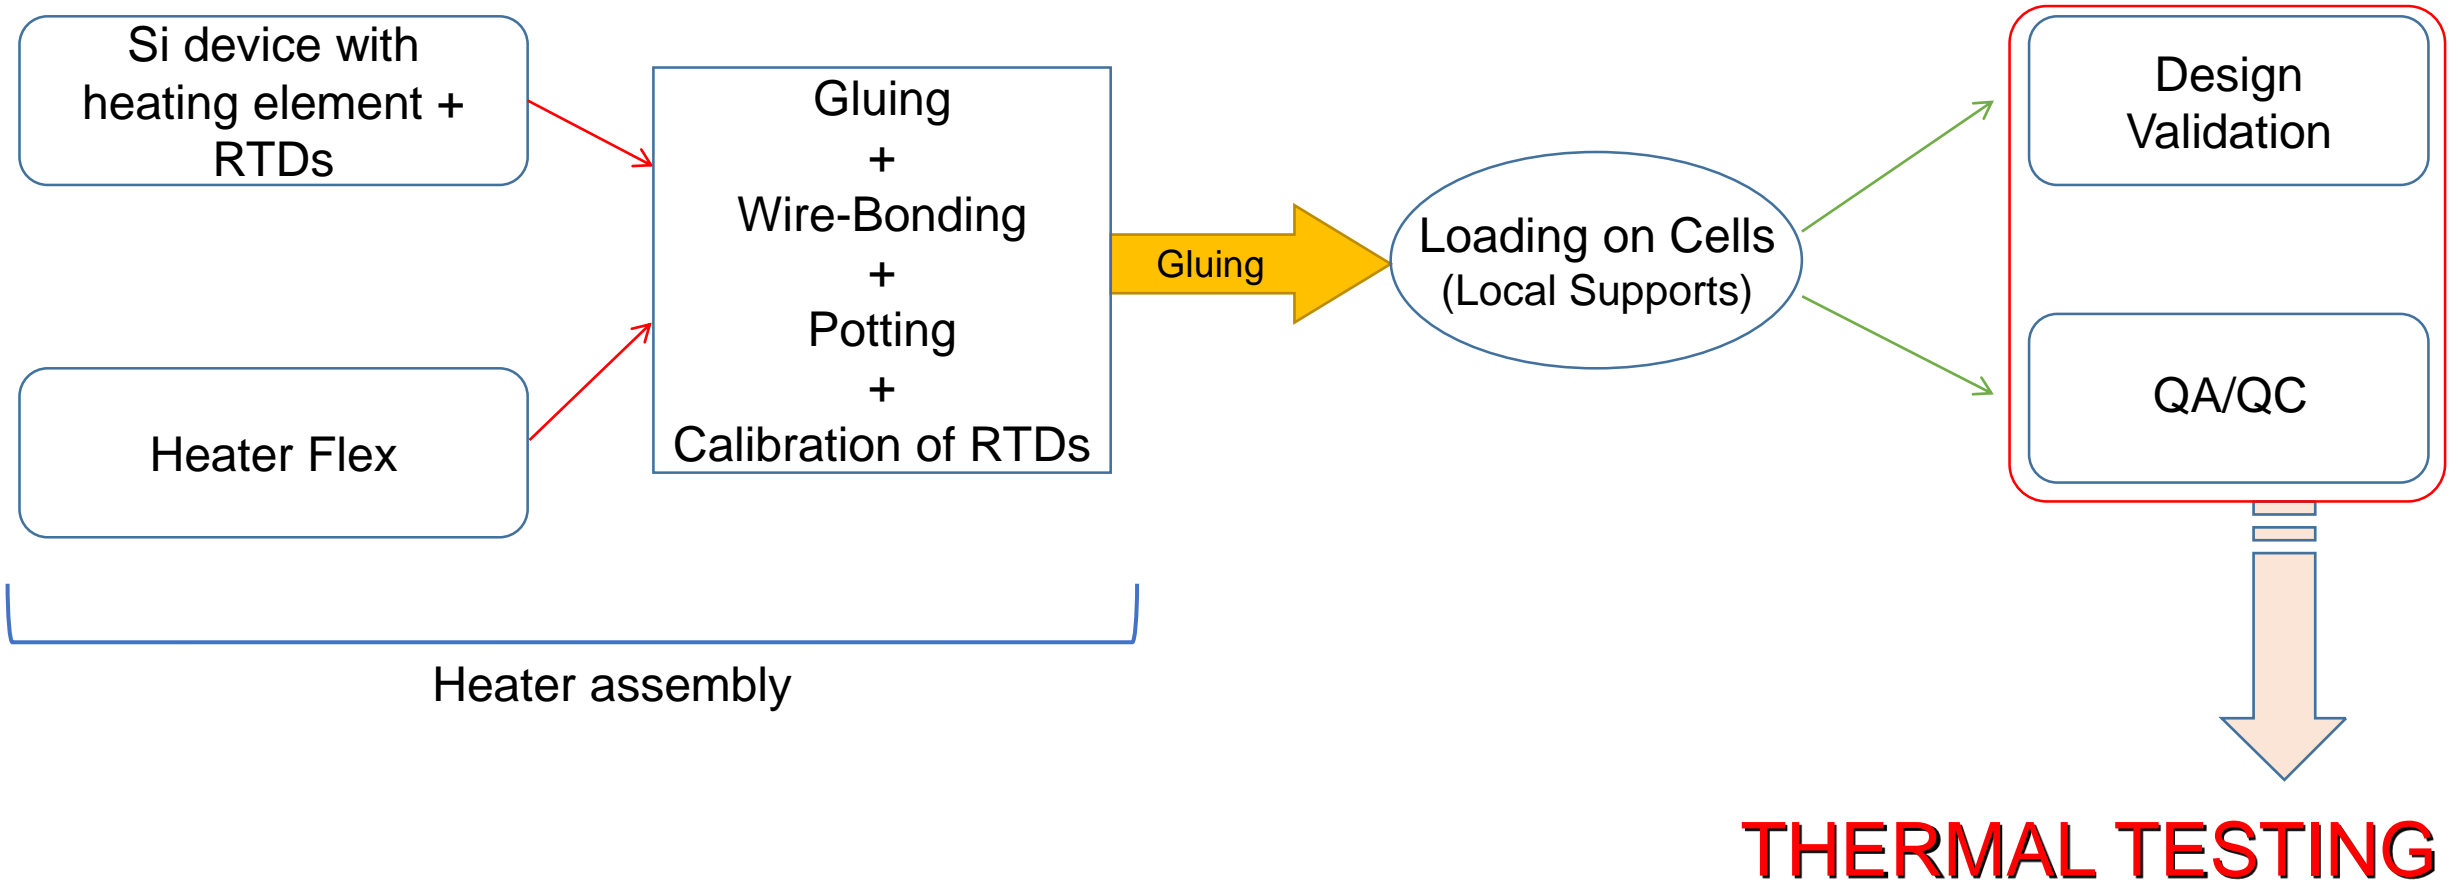 Si device with
heating element +
RTDs
Heater Flex
Gluing
+
Wire-Bonding
+
Potting
+
Calibration of RTDs
Heater assembly
Gluing
Loading on Cells
(Local Supports)
Design
Validation
QA/QC
THERMAL TESTING